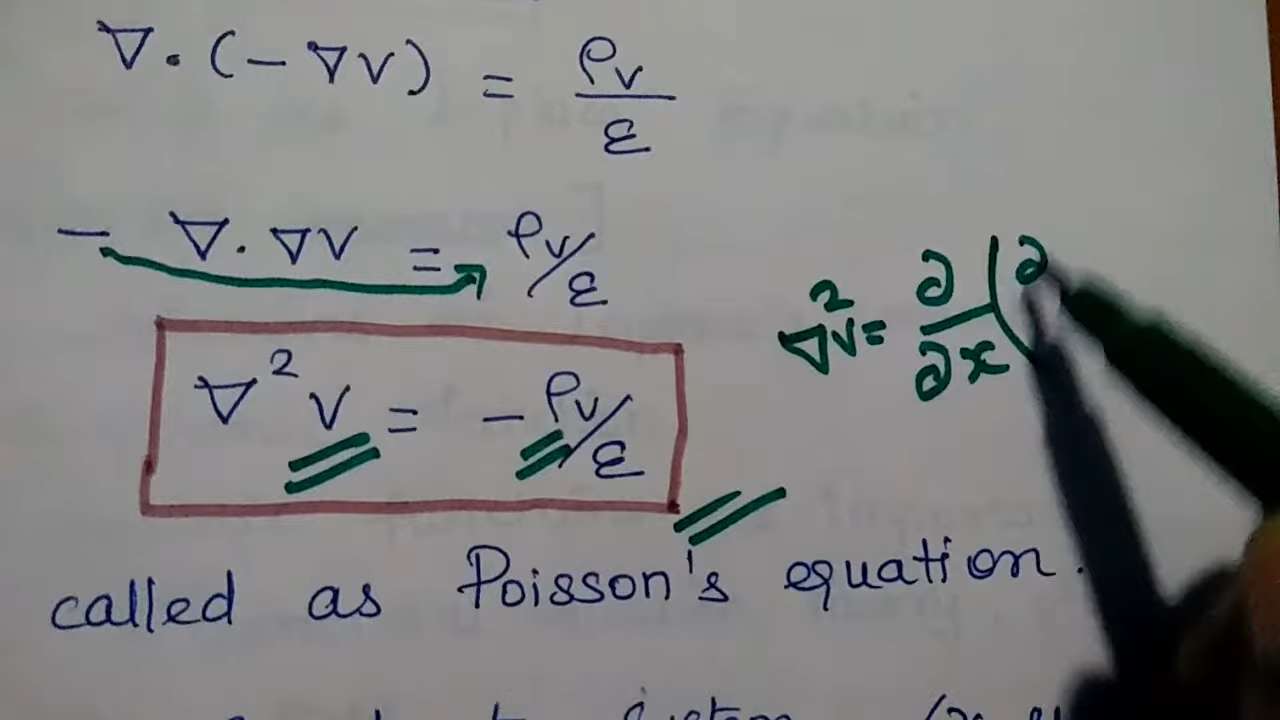 ∇·(-∇V) = ρv/ε
- ∇·∇V = ρv/ε
∇²V = ∂/∂x (∂
∇²V = -ρv/ε
called as Poisson's equation.